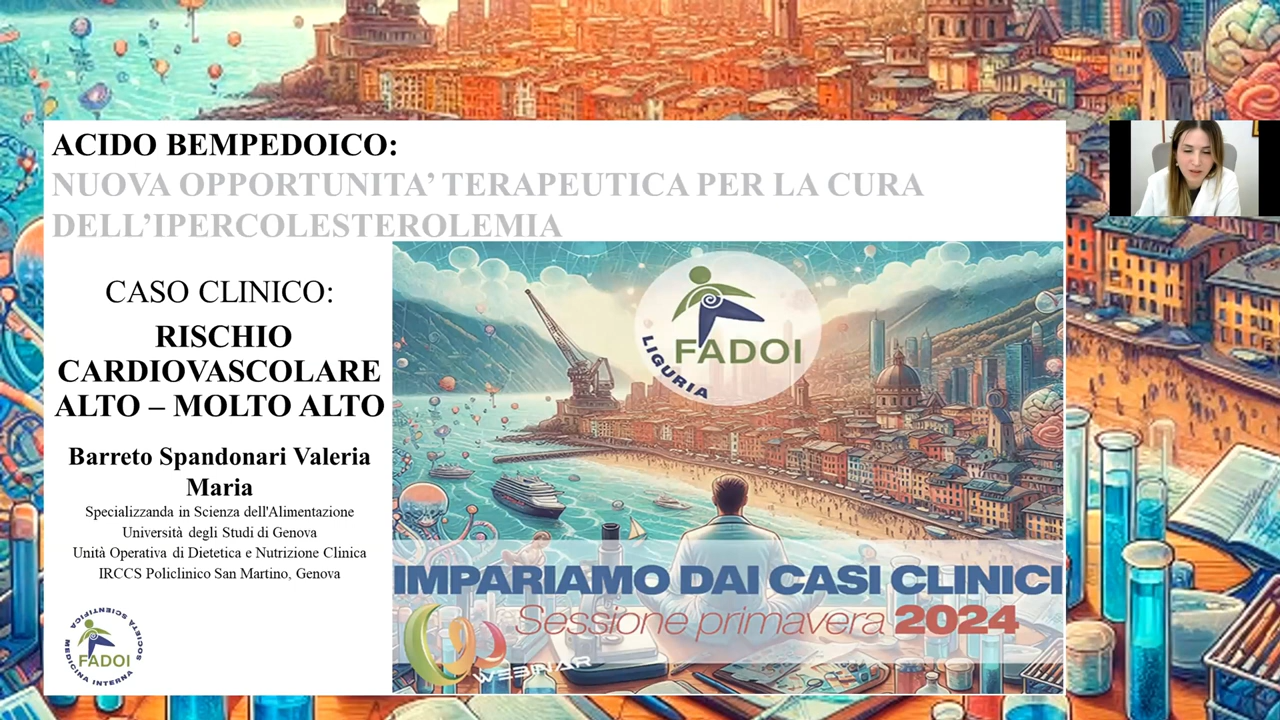 ACIDO BEMPEDOICO:
NUOVA OPPORTUNITA’ TERAPEUTICA PER LA CURA
DELL’IPERCOLESTEROLEMIA
CASO CLINICO:
RISCHIO
CARDIOVASCOLARE
ALTO – MOLTO ALTO
Barreto Spandonari Valeria
Maria
Specializzanda in Scienza dell'Alimentazione
Università degli Studi di Genova
Unità Operativa di Dietetica e Nutrizione Clinica
IRCCS Policlinico San Martino, Genova
FADOI
SOCIETÀ SCIENTIFICA
MEDICINA INTERNA
FADOI
LIGURIA
IMPARIAMO DAI CASI CLINICI
Sessione primavera 2024
WEBINAR